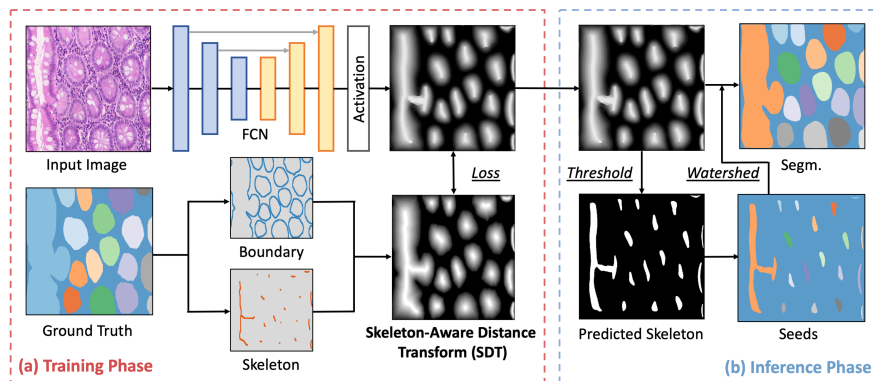 Input Image
FCN
Activation
Loss
Ground Truth
Boundary
Skeleton
Skeleton-Aware Distance
Transform (SDT)
(a) Training Phase
Threshold
Watershed
Segm.
Predicted Skeleton
Seeds
(b) Inference Phase